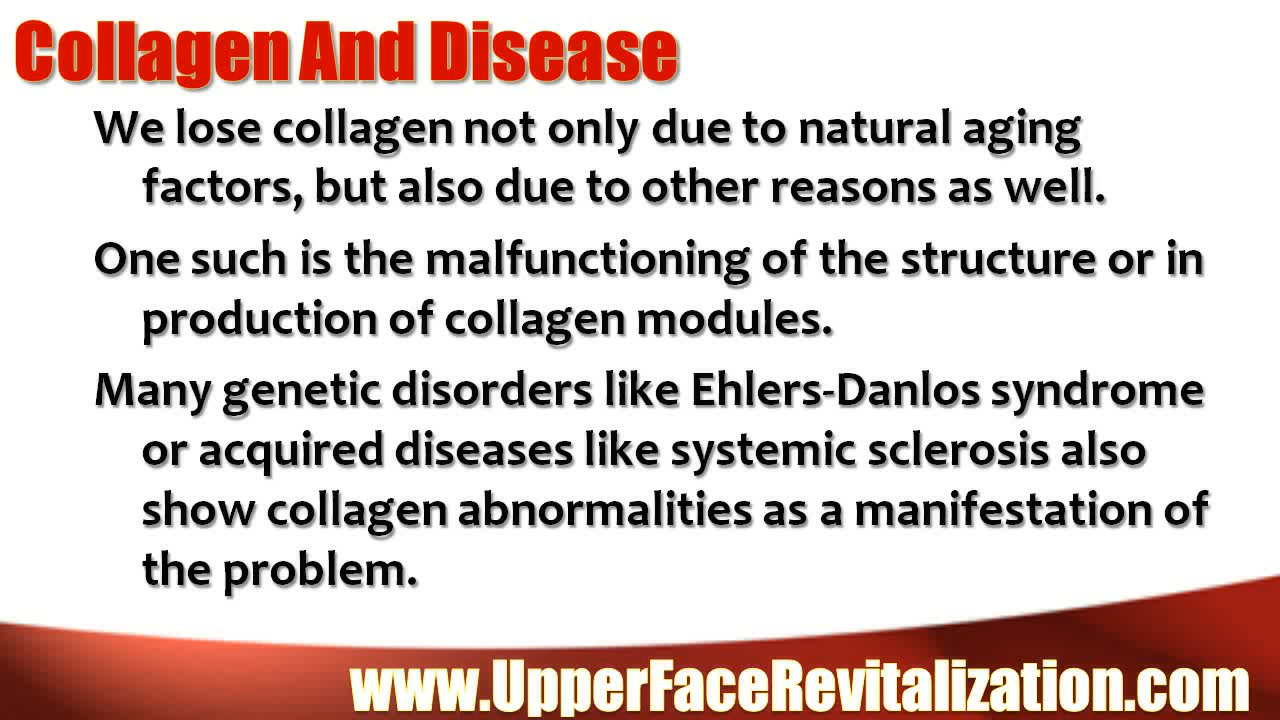 Collagen And Disease
We lose collagen not only due to natural aging
factors, but also due to other reasons as well.
One such is the malfunctioning of the structure or in
production of collagen modules.
Many genetic disorders like Ehlers-Danlos syndrome
or acquired diseases like systemic sclerosis also
show collagen abnormalities as a manifestation of
the problem.
www.UpperFaceRevitalization.com